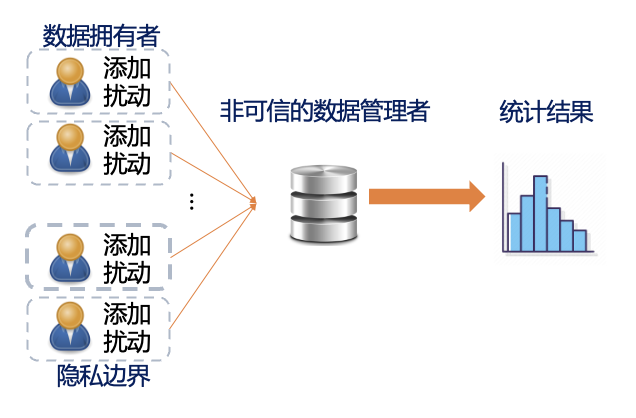 数据拥有者
添加
扰动
添加
扰动
非可信的数据管理者
统计结果
...
添加
扰动
添加
扰动
隐私边界